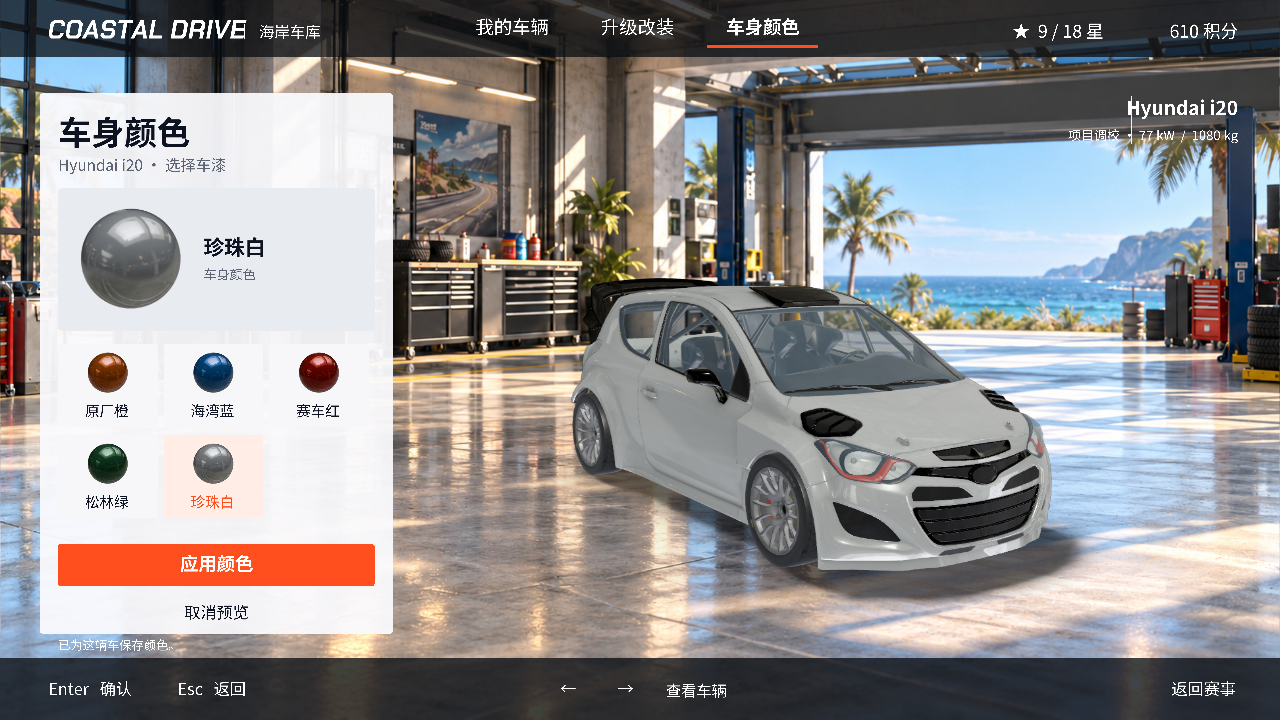 COASTAL DRIVE 海岸车库
我的车辆 升级改装 车身颜色
★ 9 / 18 星 610 积分
Hyundai i20
项目调校 • 77 kW / 1080 kg
车身颜色
Hyundai i20 • 选择车漆
珍珠白
车身颜色
原厂橙 海湾蓝 赛车红
松林绿 珍珠白
应用颜色
取消预览
已为这辆车保存颜色。
Enter 确认 Esc 返回 ← → 查看车辆 返回赛事